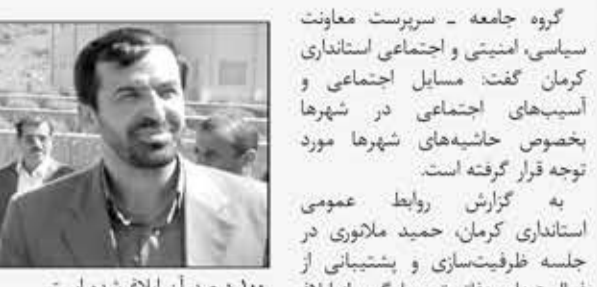 گروه جامعه ـ سرپرست معاونت
سیاسی، امنیتی و اجتماعی استانداری
کرمان گفت: مسایل اجتماعی و
آسیب‌های اجتماعی در شهرها
بخصوص حاشیه‌های شهرها مورد
توجه قرار گرفته است.
به گزارش روابط عمومی
استانداری کرمان، حمید ملانوری در
جلسه ظرفیت‌سازی و پشتیبانی از